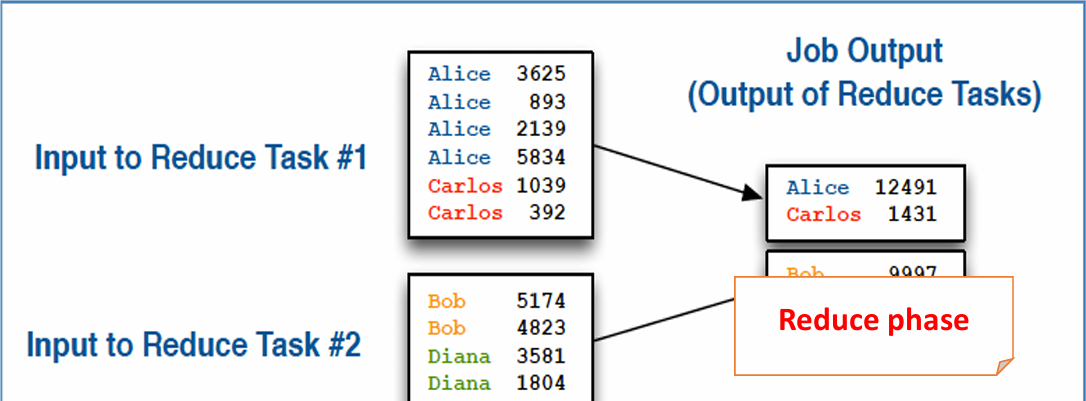 Job Output
(Output of Reduce Tasks)
Input to Reduce Task #1
Alice 3625
Alice 893
Alice 2139
Alice 5834
Carlos 1039
Carlos 392
Alice 12491
Carlos 1431
Input to Reduce Task #2
Bob 5174
Bob 4823
Diana 3581
Diana 1804
Bob 9997
Reduce phase